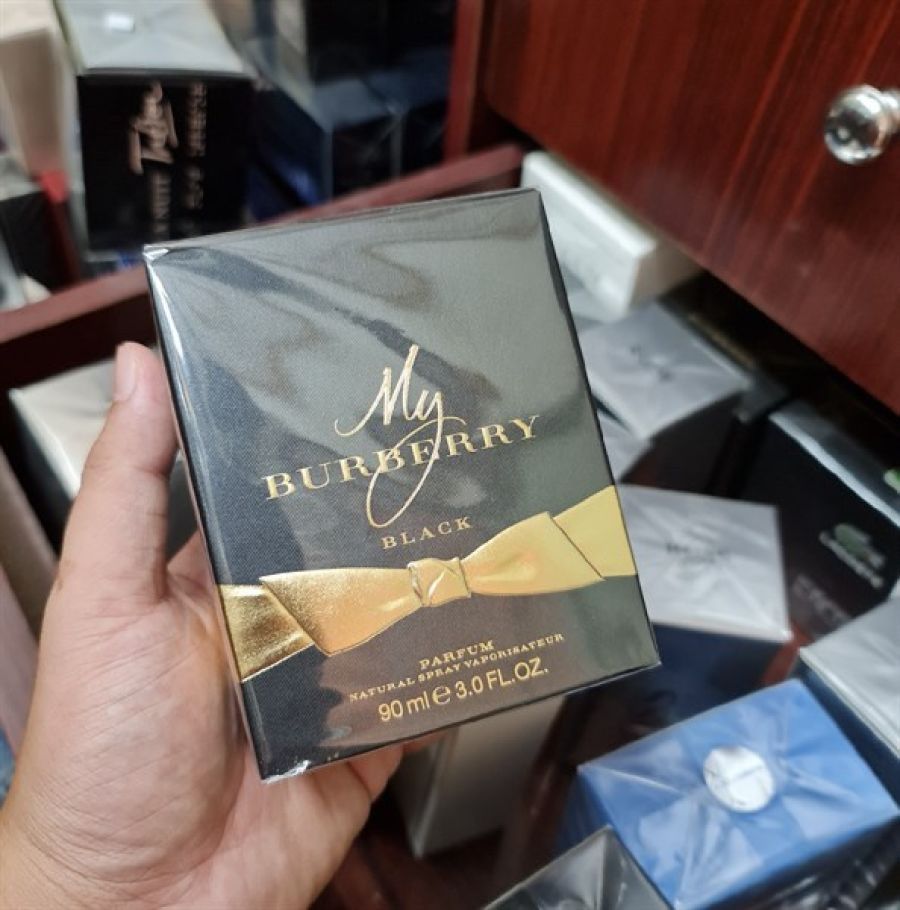 My
BURBERRY
BLACK
PARFUM
NATURAL SPRAY VAPORISATEUR
90 ml e 3.0 FL.OZ.